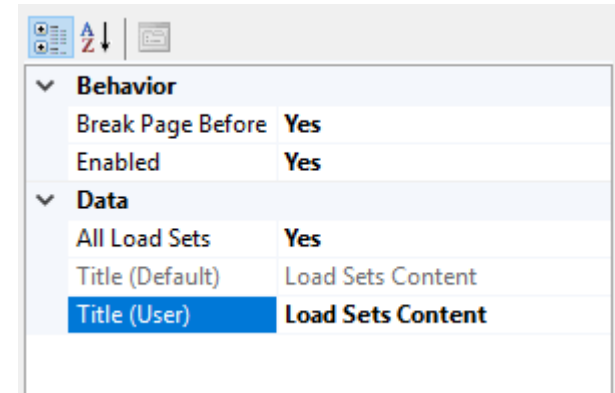 A
Z
Behavior
Break Page Before Yes
Enabled Yes
Data
All Load Sets Yes
Title (Default) Load Sets Content
Title (User) Load Sets Content